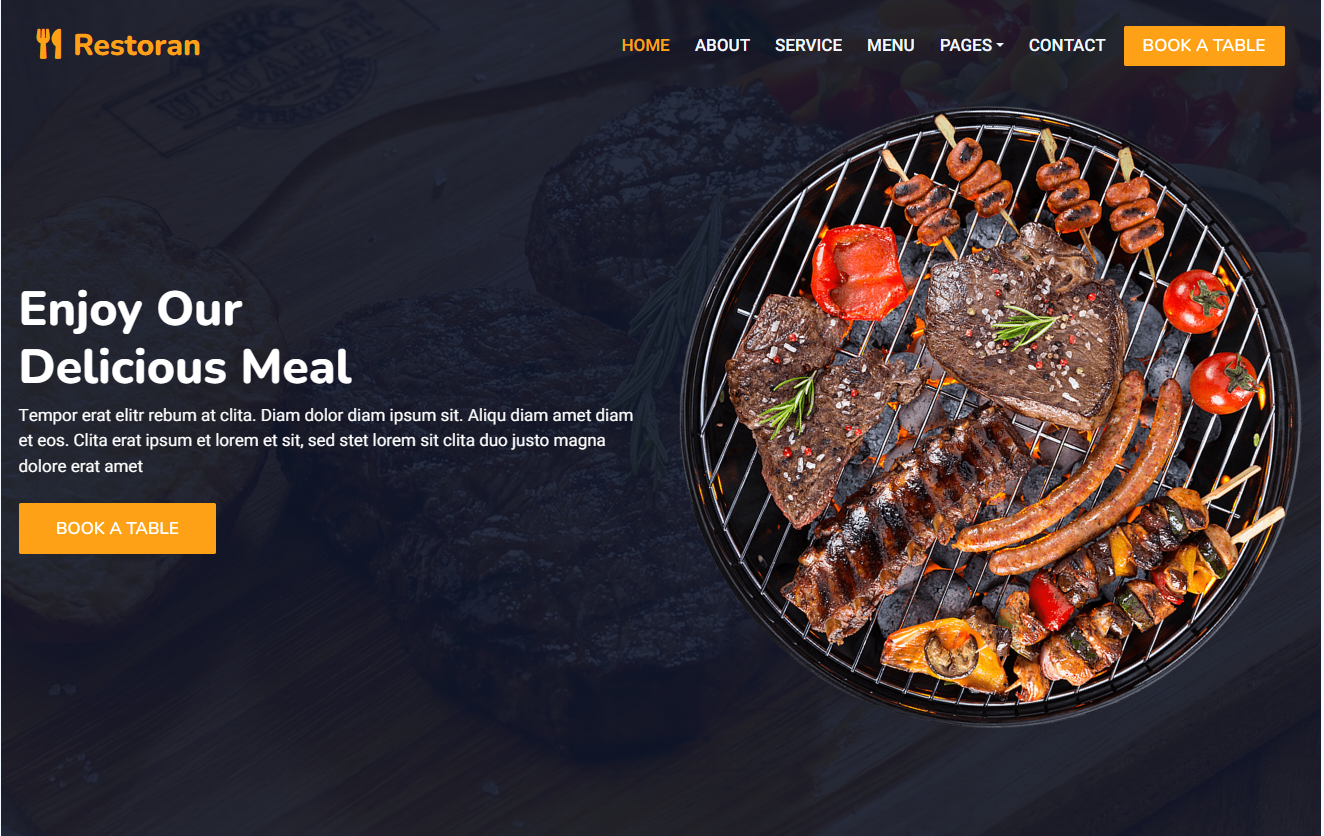 Restoran
HOME ABOUT SERVICE MENU PAGES CONTACT BOOK A TABLE
Enjoy Our
Delicious Meal
Tempor erat elitr rebum at clita. Diam dolor diam ipsum sit. Aliqu diam amet diam
et eos. Clita erat ipsum et lorem et sit, sed stet lorem sit clita duo justo magna
dolore erat amet
BOOK A TABLE